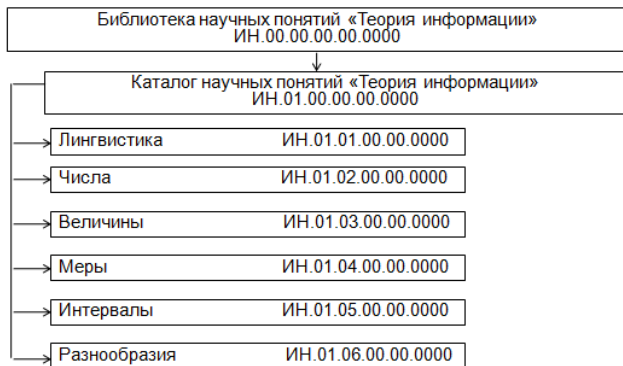 Библиотека научных понятий «Теория информации»
ИН.00.00.00.00.0000
Каталог научных понятий «Теория информации»
ИН.01.00.00.00.0000
Лингвистика ИН.01.01.00.00.0000
Числа ИН.01.02.00.00.0000
Величины ИН.01.03.00.00.0000
Меры ИН.01.04.00.00.0000
Интервалы ИН.01.05.00.00.0000
Разнообразия ИН.01.06.00.00.0000